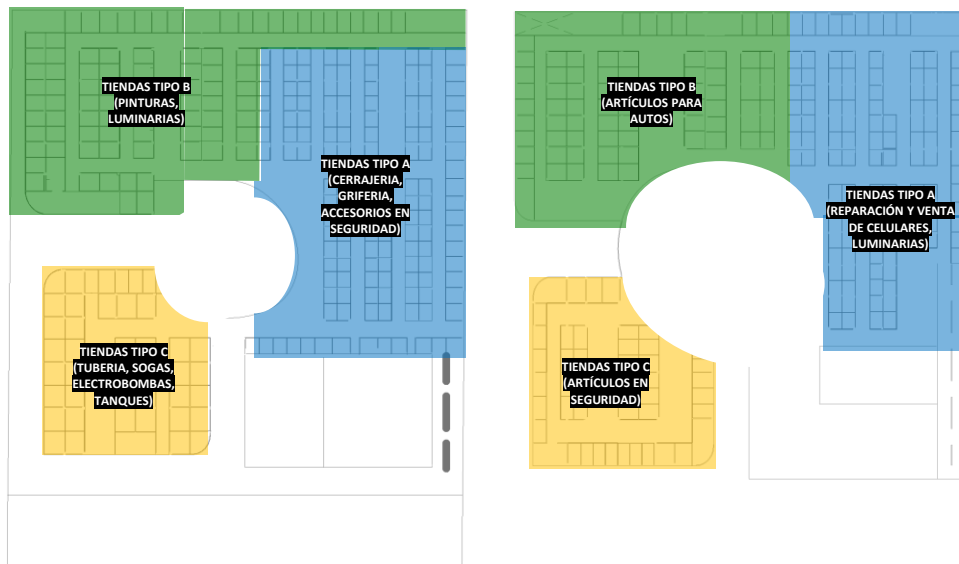 TIENDAS TIPO B
(PINTURAS,
LUMINARIAS)
TIENDAS TIPO A
(CERRAJERIA,
GRIFERIA,
ACCESORIOS EN
SEGURIDAD)
TIENDAS TIPO C
(TUBERIA, SOGAS,
ELECTROBOMBAS,
TANQUES)
TIENDAS TIPO B
(ARTÍCULOS PARA
AUTOS)
TIENDAS TIPO A
(REPARACIÓN Y VENTA
DE CELULARES,
LUMINARIAS)
TIENDAS TIPO C
(ARTÍCULOS EN
SEGURIDAD)